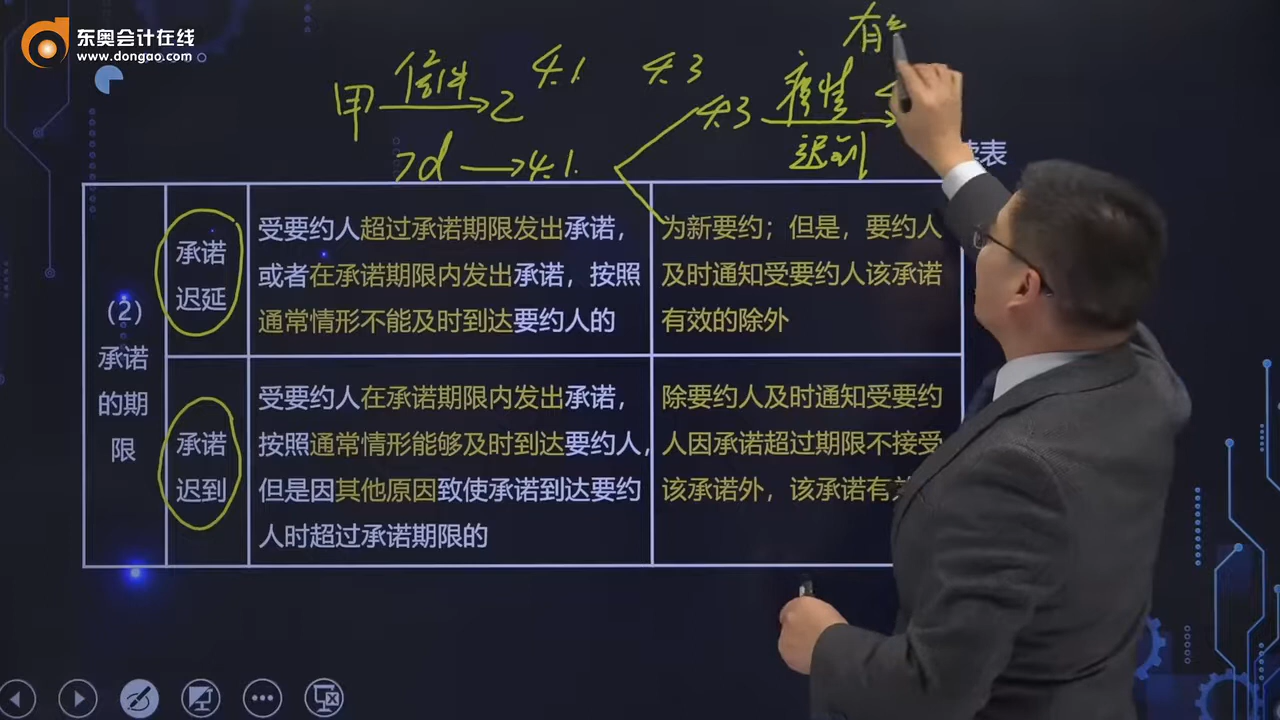 东奥会计在线
www.dongao.com
有
甲 信件 乙 4.1 4.3
7d 4.1. 4.3 疫情
迟到
续表
(2)
承诺
的期
限
承诺
迟延
受要约人超过承诺期限发出承诺,
或者在承诺期限内发出承诺,按照
通常情形不能及时到达要约人的
为新要约;但是,要约人
及时通知受要约人该承诺
有效的除外
承诺
迟到
受要约人在承诺期限内发出承诺,
按照通常情形能够及时到达要约人,
但是因其他原因致使承诺到达要约
人时超过承诺期限的
除要约人及时通知受要约
人因承诺超过期限不接受
该承诺外,该承诺有